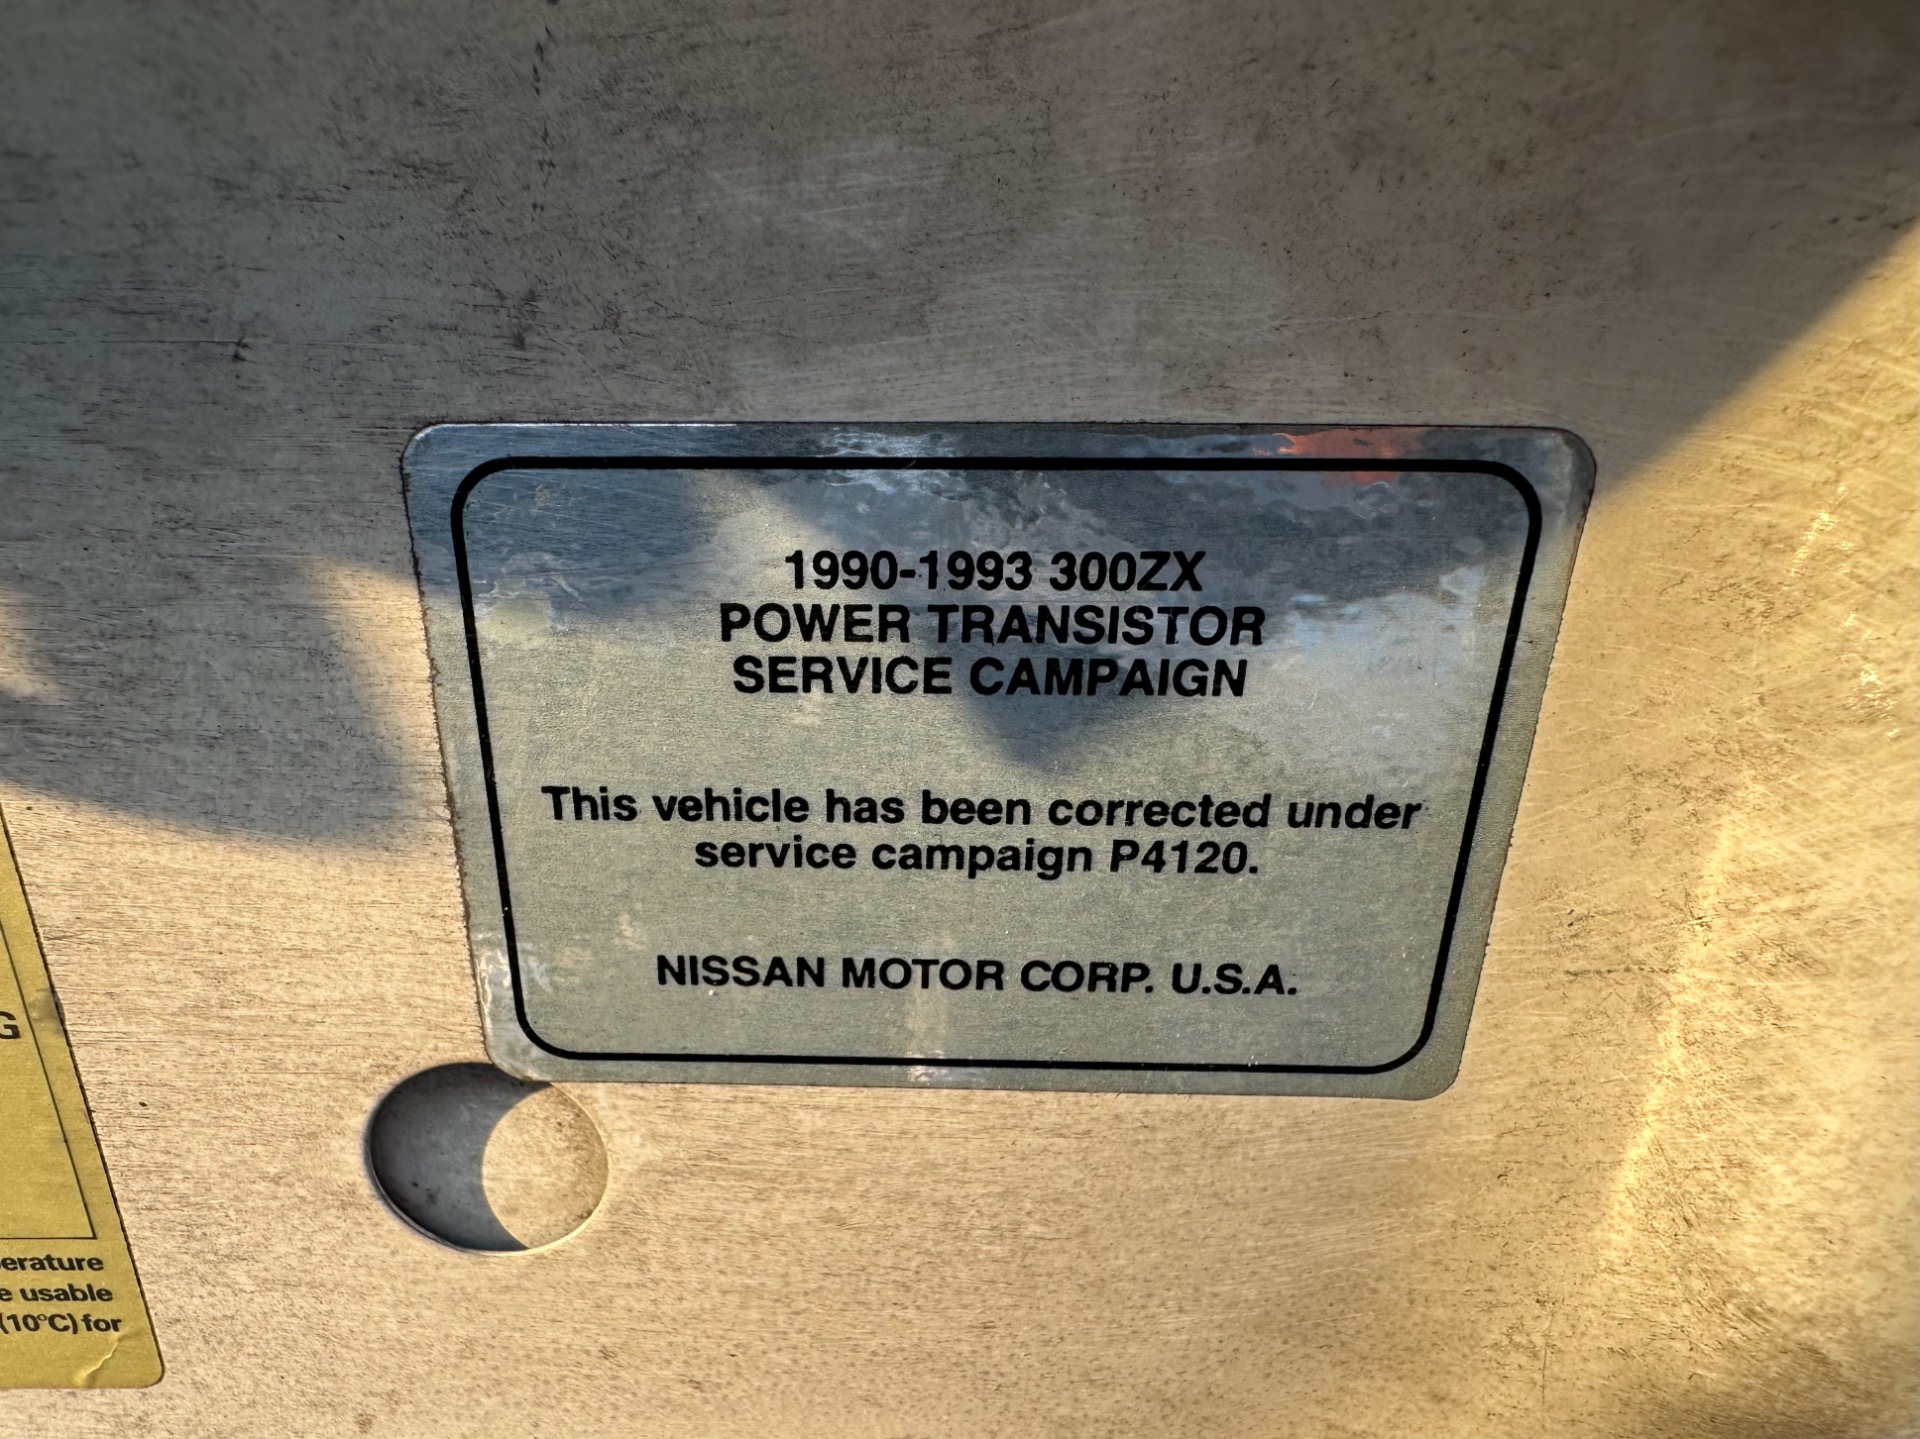 1990-1993 300ZX
POWER TRANSISTOR
SERVICE CAMPAIGN
This vehicle has been corrected under
service campaign P4120.
NISSAN MOTOR CORP. U.S.A.
usable
(10°C) for